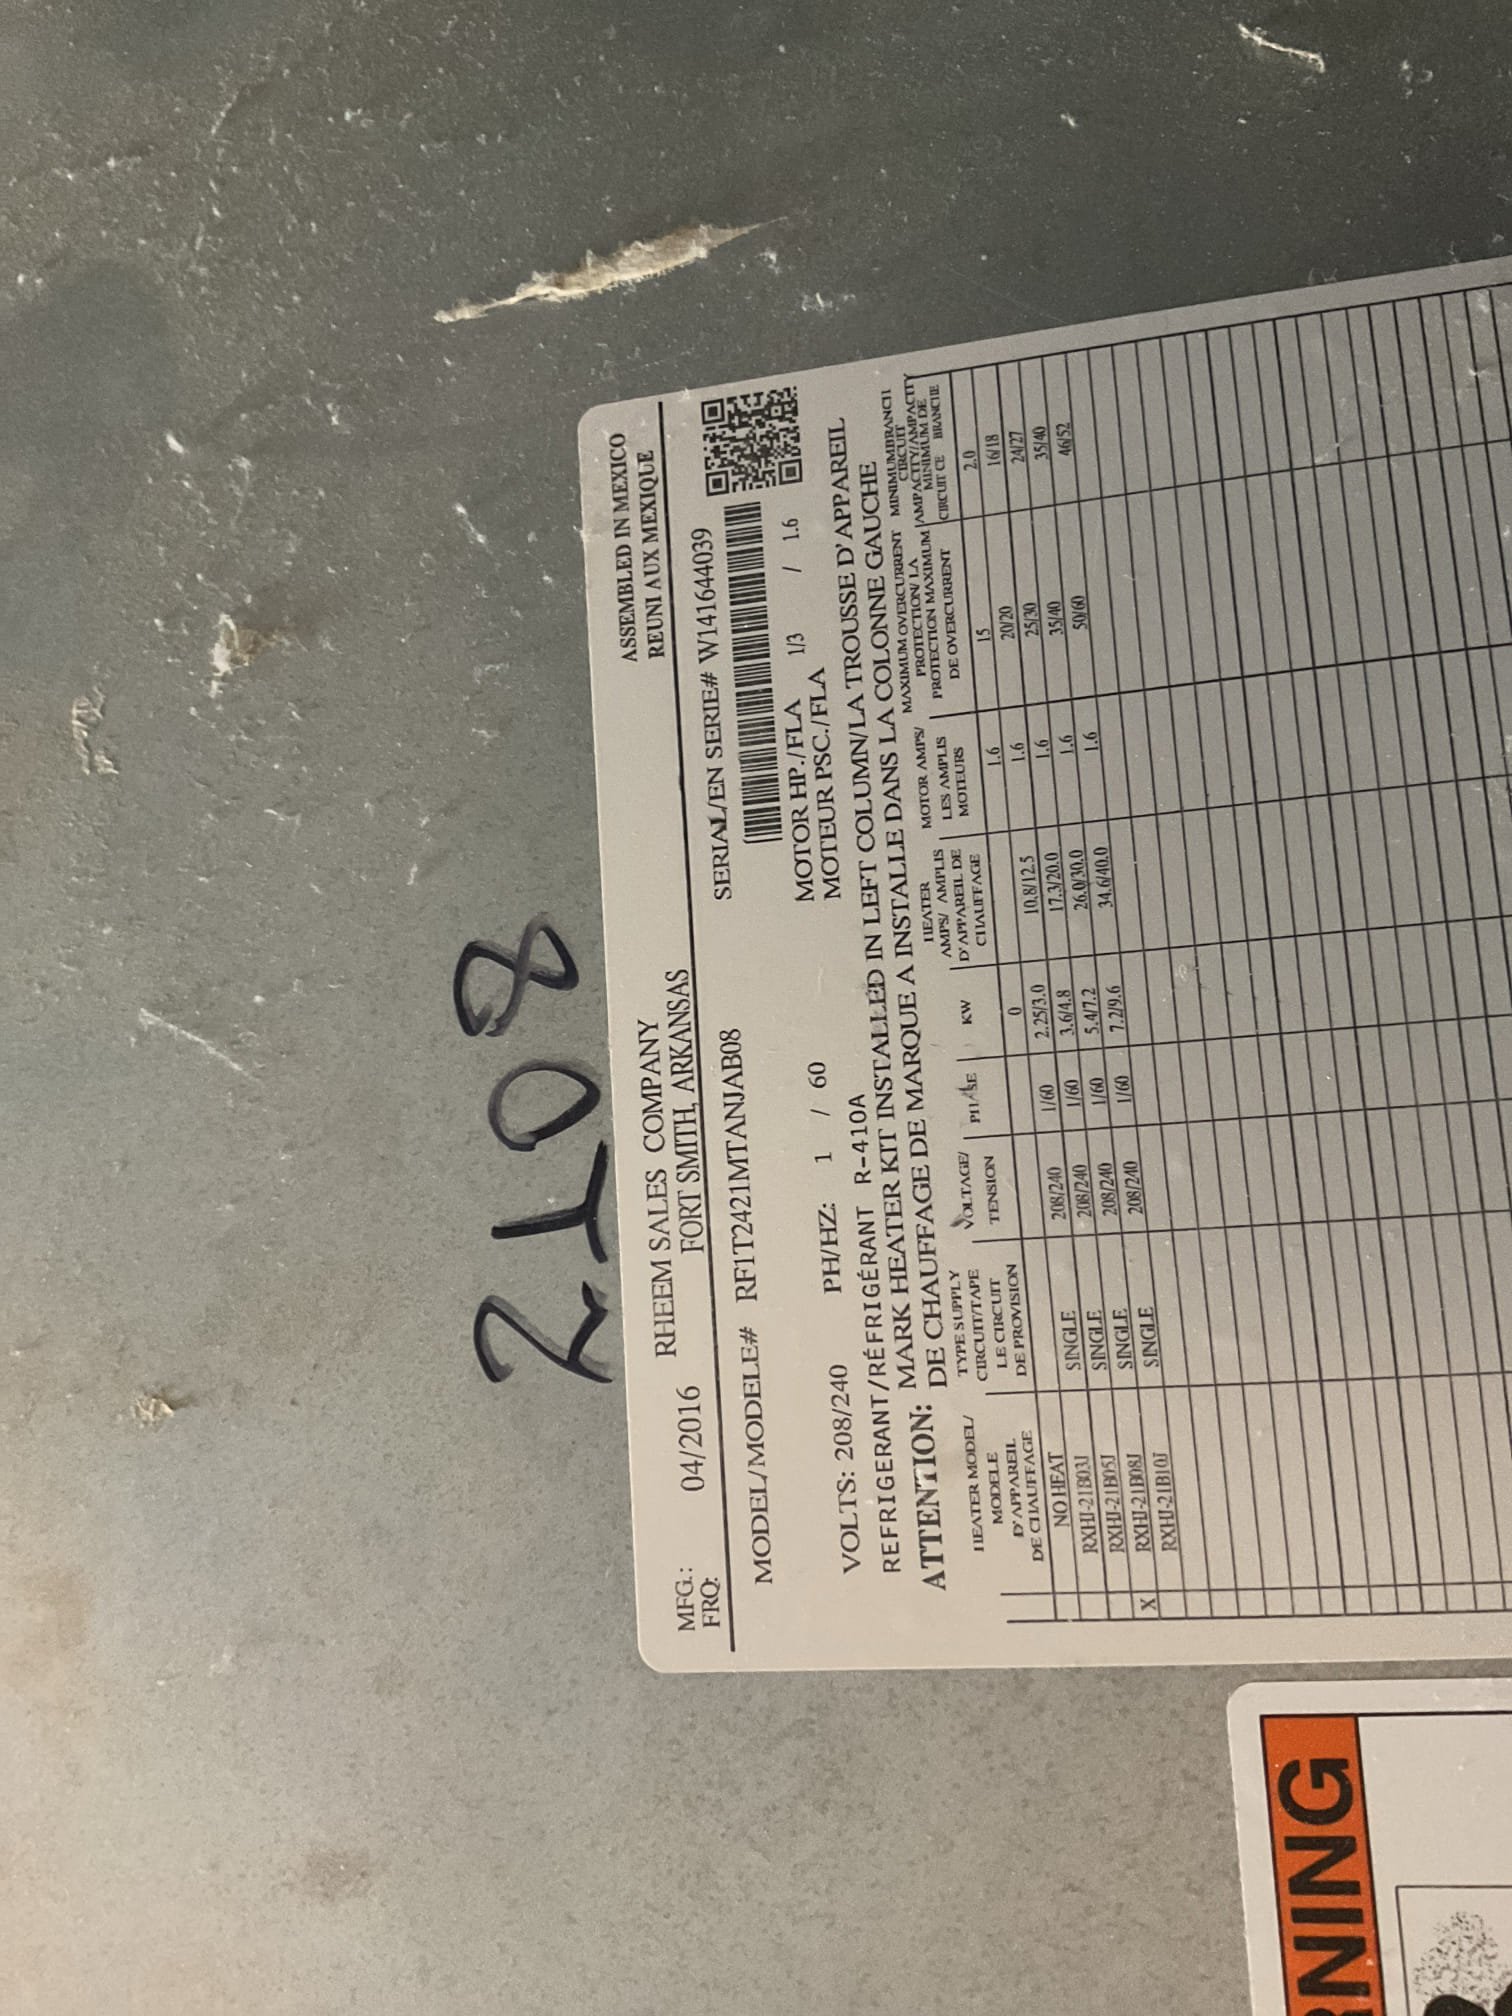 2108
ASSEMBLED IN MEXICO
REUNI AUX MEXIQUE
MFG.: 04/2016 RHEEM SALES COMPANY
FRQ: FORT SMITH, ARKANSAS
MODEL/MODELE# RF1T2421MTANJAB08 SERIAL/EN SERIE# W141644039
MOTOR HP./FLA 1/3 / 1.6
MOTEUR PSC./FLA
VOLTS: 208/240 PH/HZ: 1 / 60
REFRIGERANT/RÉFRIGÉRANT R-410A
ATTENTION: MARK HEATER KIT INSTALLED IN LEFT COLUMN/LA TROUSSE D'APPAREIL
DE CHAUFFAGE DE MARQUE A INSTALLE DANS LA COLONNE GAUCHE
HEATER MODEL/
MODELE
D'APPAREIL
DE CHAUFFAGE
TYPE SUPPLY
CIRCUIT/TAPE
LE CIRCUIT
DE PROVISION
VOLTAGE/
TENSION
PHASE
KW
HEATER
AMPS/ AMPLIS
D'APPAREIL DE
CHAUFFAGE
MOTOR AMPS/
LES AMPLIS
MOTEURS
MAXIMUM OVERCURRENT
PROTECTION/ LA
PROTECTION MAXIMUM
DE OVERCURRENT
MINIMUMBRANCH
CIRCUIT
AMPACITY/AMPACITY
MINIMUM DE
CIRCUIT CE BRANCHE
NO HEAT 0 1.6 15 2.0
RXHJ-21B03J SINGLE 208/240 1/60 2.25/3.0 10.8/12.5 1.6 20/20 16/18
RXHJ-21B05J SINGLE 208/240 1/60 3.6/4.8 17.3/20.0 1.6 25/30 24/27
X RXHJ-21B08J SINGLE 208/240 1/60 5.4/7.2 26.0/30.0 1.6 35/40 35/40
RXHJ-21B10J SINGLE 208/240 1/60 7.2/9.6 34.6/40.0 1.6 50/60 46/52
RNING